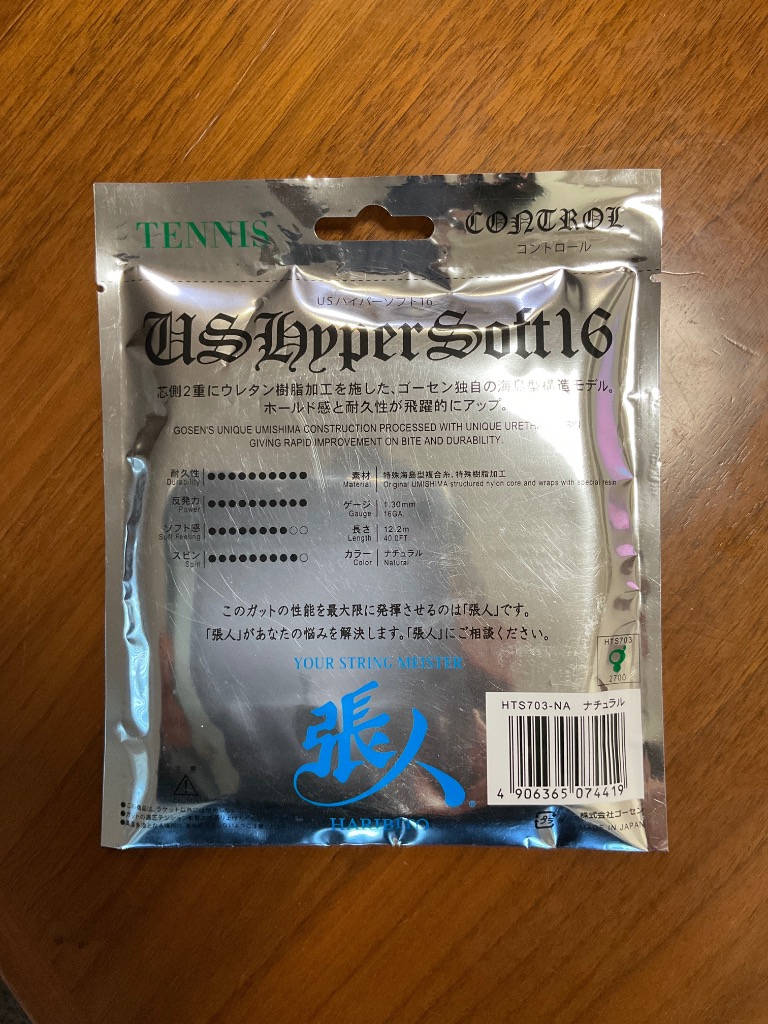 TENNIS
CONTROL
コントロール
USハイパーソフト16
USHyperSoft16
芯側2重にウレタン樹脂加工を施した、ゴーセン独自の海島型構造モデル。
ホールド感と耐久性が飛躍的にアップ。
GOSEN'S UNIQUE UMISHIMA CONSTRUCTION PROCESSED WITH UNIQUE
GIVING RAPID IMPROVEMENT ON BITE AND DURABILITY.
耐久性 ●●●●●●●●●●
Durability
反発力 ●●●●●●●●●●
Power
ソフト感 ●●●●●●●●○○
Soft Feeling
スピン ●●●●●●●●●○
Spin
素材 特殊海島型複合糸、特殊樹脂加工
Material Original UMISHIMA structured nylon core and wraps with special resin
ゲージ 1.30mm
Gauge 16GA.
長さ 12.2m
Length 40.0FT
カラー ナチュラル
Color Natural
このガットの性能を最大限に発揮させるのは「張人」です。
「張人」があなたの悩みを解決します。「張人」にご相談ください。
YOUR STRING MEISTER
張人®
HTS703
2700
HTS703-NA ナチュラル
4 906365 074419
プラ
株式会社ゴーセン
MADE IN JAPAN